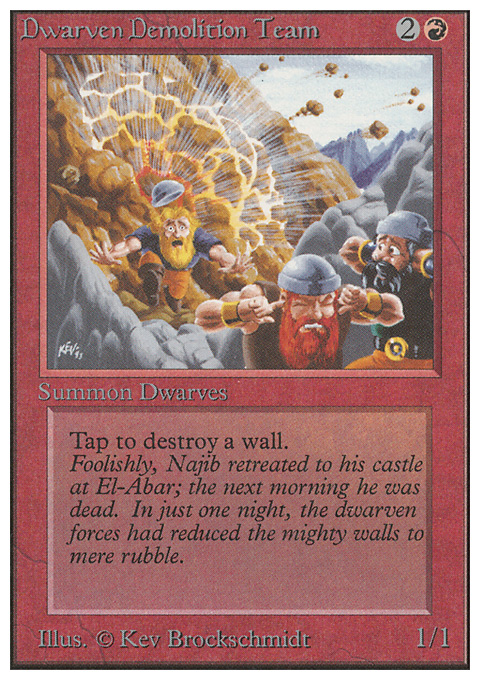 Dwarven Demolition Team 2
KEV 93
Summon Dwarves
Tap to destroy a wall.
Foolishly, Najib retreated to his castle
at El-Abar; the next morning he was
dead. In just one night, the dwarven
forces had reduced the mighty walls to
mere rubble.
Illus. © Kev Brockschmidt 1/1